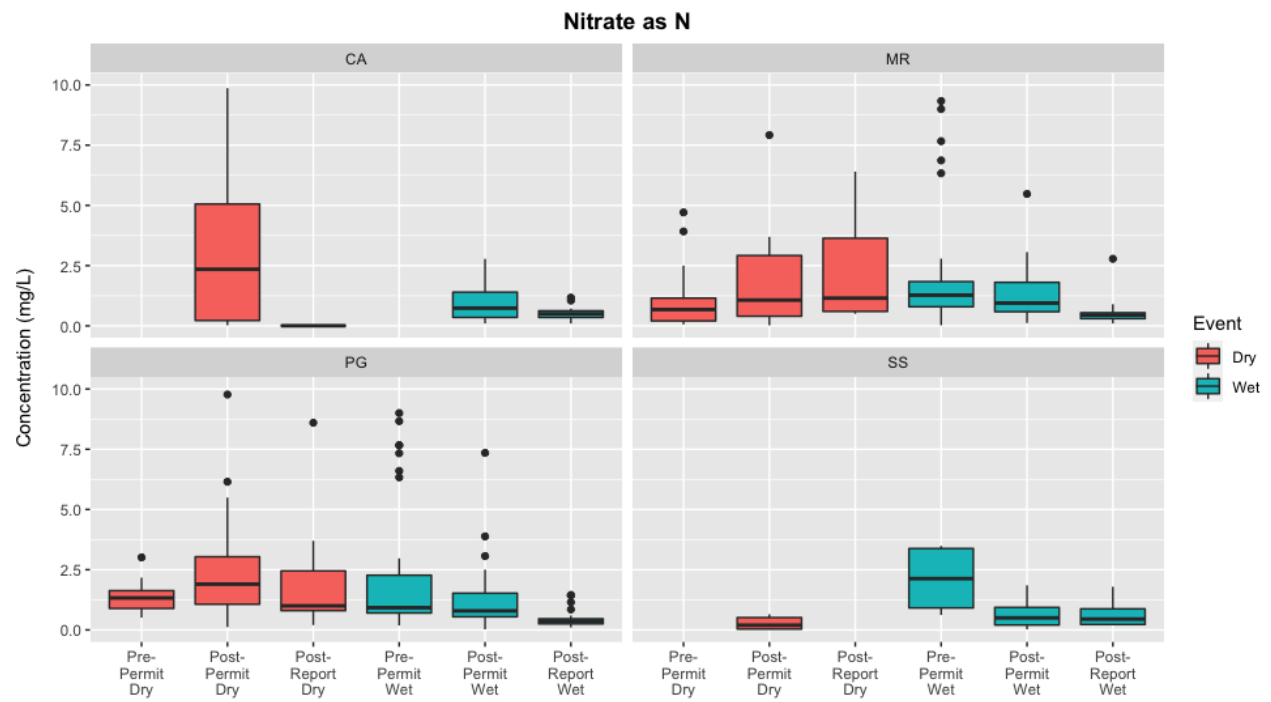 Nitrate as N
CA
MR
10.0
7.5
5.0
2.5
0.0
Concentration (mg/L)
PG
SS
10.0
7.5
5.0
2.5
0.0
Event
Dry
Wet
Pre-
Permit
Dry
Post-
Permit
Dry
Post-
Report
Dry
Pre-
Permit
Wet
Post-
Permit
Wet
Post-
Report
Wet
Pre-
Permit
Dry
Post-
Permit
Dry
Post-
Report
Dry
Pre-
Permit
Wet
Post-
Permit
Wet
Post-
Report
Wet